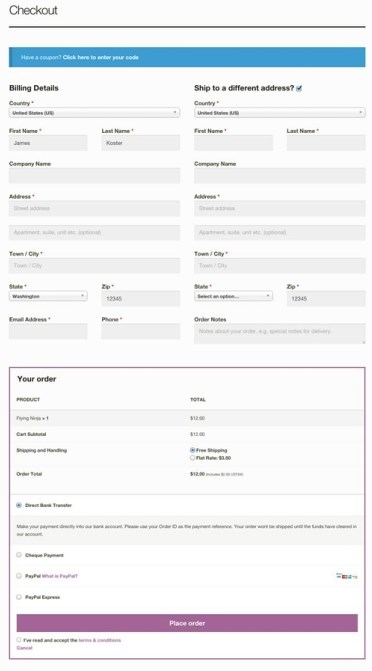 Checkout
Have a coupon? Click here to enter your code
Billing Details
Country *
United States (US)
First Name * Last Name *
James Koster
Company Name
Address *
Street address
Apartment, suite, unit etc. (optional)
Town / City *
Town / City
State * Zip *
Washington 12345
Email Address * Phone *
Ship to a different address?
Country *
United States (US)
First Name * Last Name *
Company Name
Address *
Street address
Apartment, suite, unit etc. (optional)
Town / City *
Town / City
State * Zip *
Select an option... 12345
Order Notes
Notes about your order, e.g. special notes for delivery.
Your order
PRODUCT TOTAL
Flying Ninja × 1 $12.00
Cart Subtotal $12.00
Shipping and Handling Free Shipping
Flat Rate: $3.00
Order Total $12.00
Direct Bank Transfer
Make your payment directly into our bank account. Please use your Order ID as the payment reference. Your order wont be shipped until the funds have cleared in
our account.
Cheque Payment
PayPal What is PayPal?
PayPal Express
Place order
I've read and accept the terms & conditions
Cancel